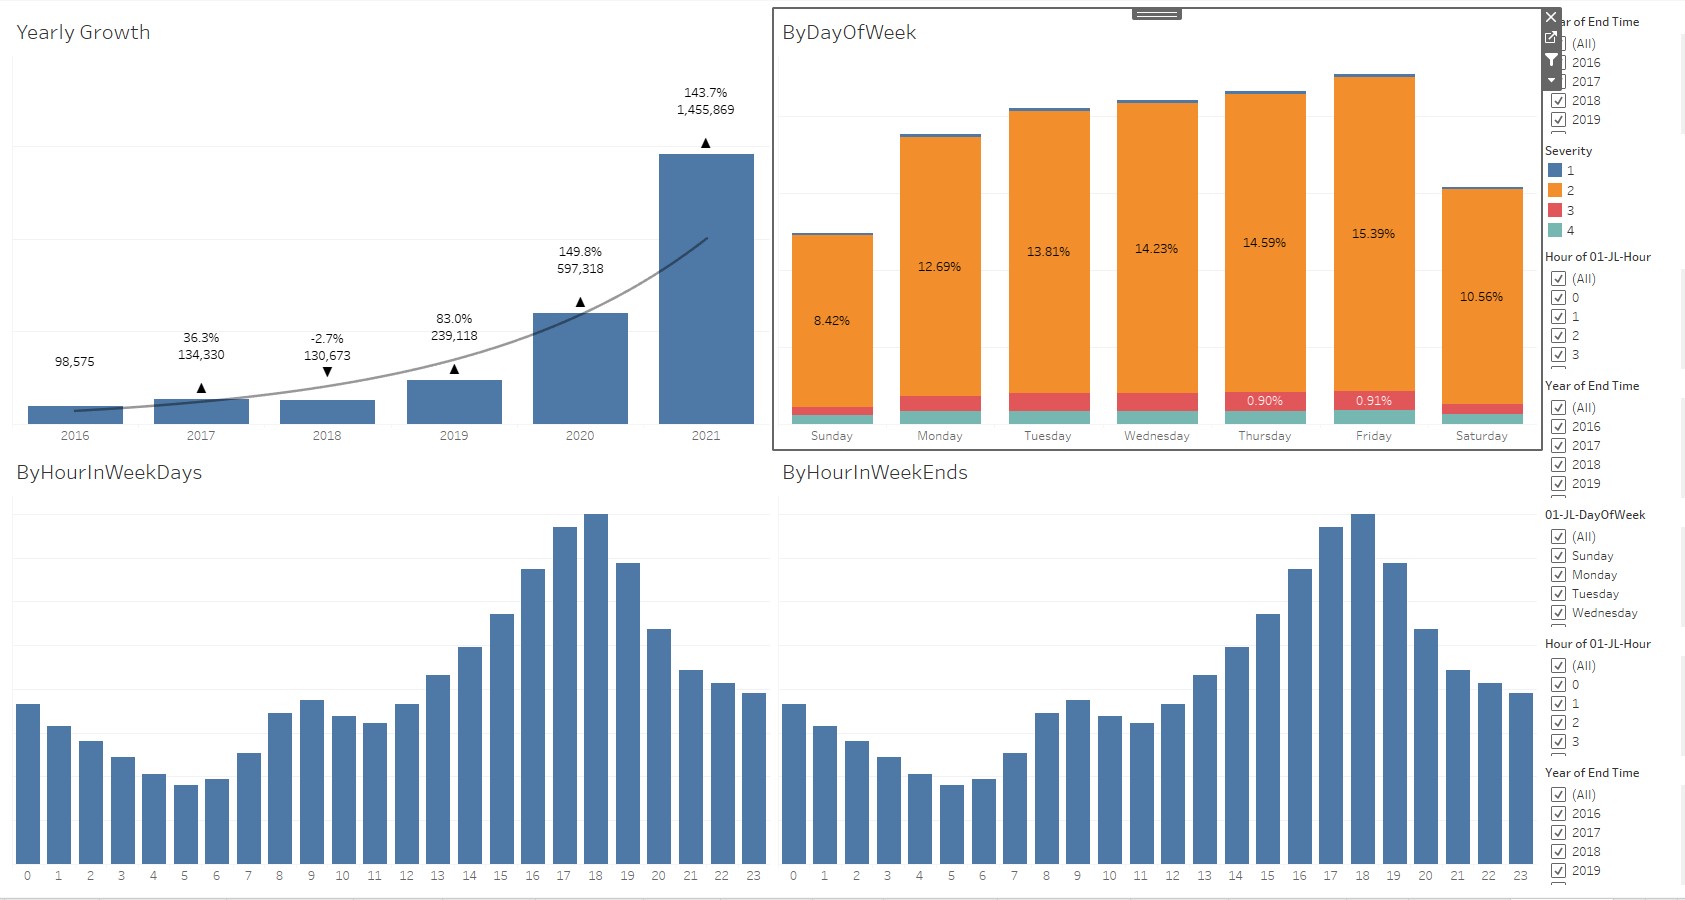 Yearly Growth
143.7%
1,455,869
149.8%
597,318
83.0%
239,118
36.3%
134,330
-2.7%
130,673
98,575
2016 2017 2018 2019 2020 2021
ByDayOfWeek
8.42% 12.69% 13.81% 14.23% 14.59% 15.39% 10.56%
0.90% 0.91%
Sunday Monday Tuesday Wednesday Thursday Friday Saturday
ByHourInWeekDays
0 1 2 3 4 5 6 7 8 9 10 11 12 13 14 15 16 17 18 19 20 21 22 23
ByHourInWeekEnds
0 1 2 3 4 5 6 7 8 9 10 11 12 13 14 15 16 17 18 19 20 21 22 23
ar of End Time
(All)
2016
2017
2018
2019
Severity
1
2
3
4
Hour of 01-JL-Hour
(All)
0
1
2
3
Year of End Time
(All)
2016
2017
2018
2019
01-JL-DayOfWeek
(All)
Sunday
Monday
Tuesday
Wednesday
Hour of 01-JL-Hour
(All)
0
1
2
3
Year of End Time
(All)
2016
2017
2018
2019